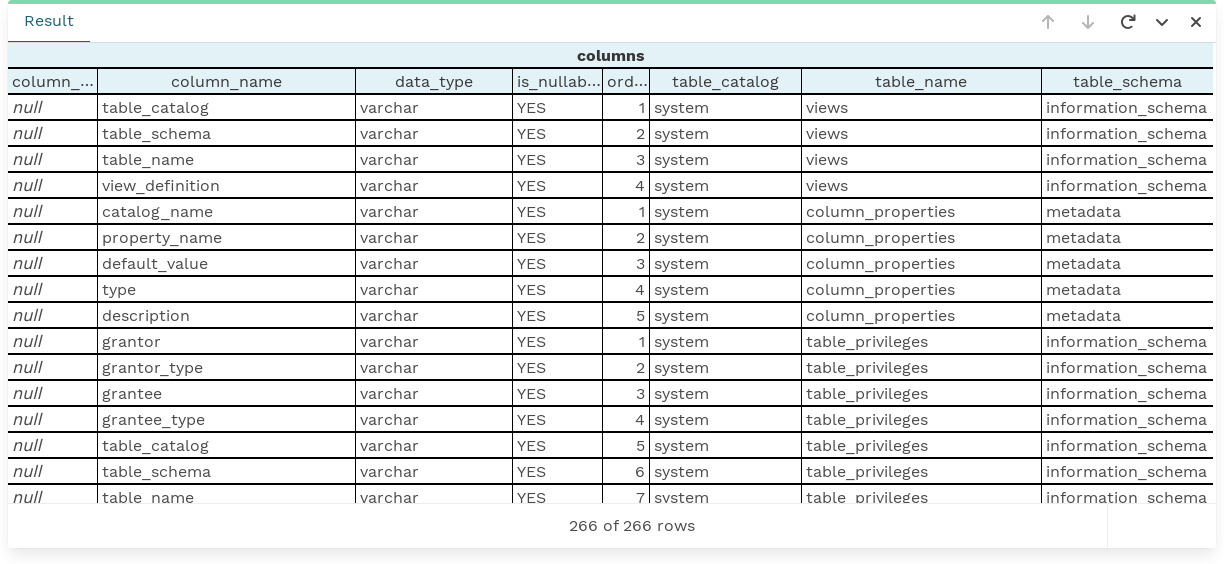 Result
columns
column_... column_name data_type is_nullab... ord... table_catalog table_name table_schema
null table_catalog varchar YES 1 system views information_schema
null table_schema varchar YES 2 system views information_schema
null table_name varchar YES 3 system views information_schema
null view_definition varchar YES 4 system views information_schema
null catalog_name varchar YES 1 system column_properties metadata
null property_name varchar YES 2 system column_properties metadata
null default_value varchar YES 3 system column_properties metadata
null type varchar YES 4 system column_properties metadata
null description varchar YES 5 system column_properties metadata
null grantor varchar YES 1 system table_privileges information_schema
null grantor_type varchar YES 2 system table_privileges information_schema
null grantee varchar YES 3 system table_privileges information_schema
null grantee_type varchar YES 4 system table_privileges information_schema
null table_catalog varchar YES 5 system table_privileges information_schema
null table_schema varchar YES 6 system table_privileges information_schema
null table_name varchar YES 7 system table_privileges information_schema
266 of 266 rows